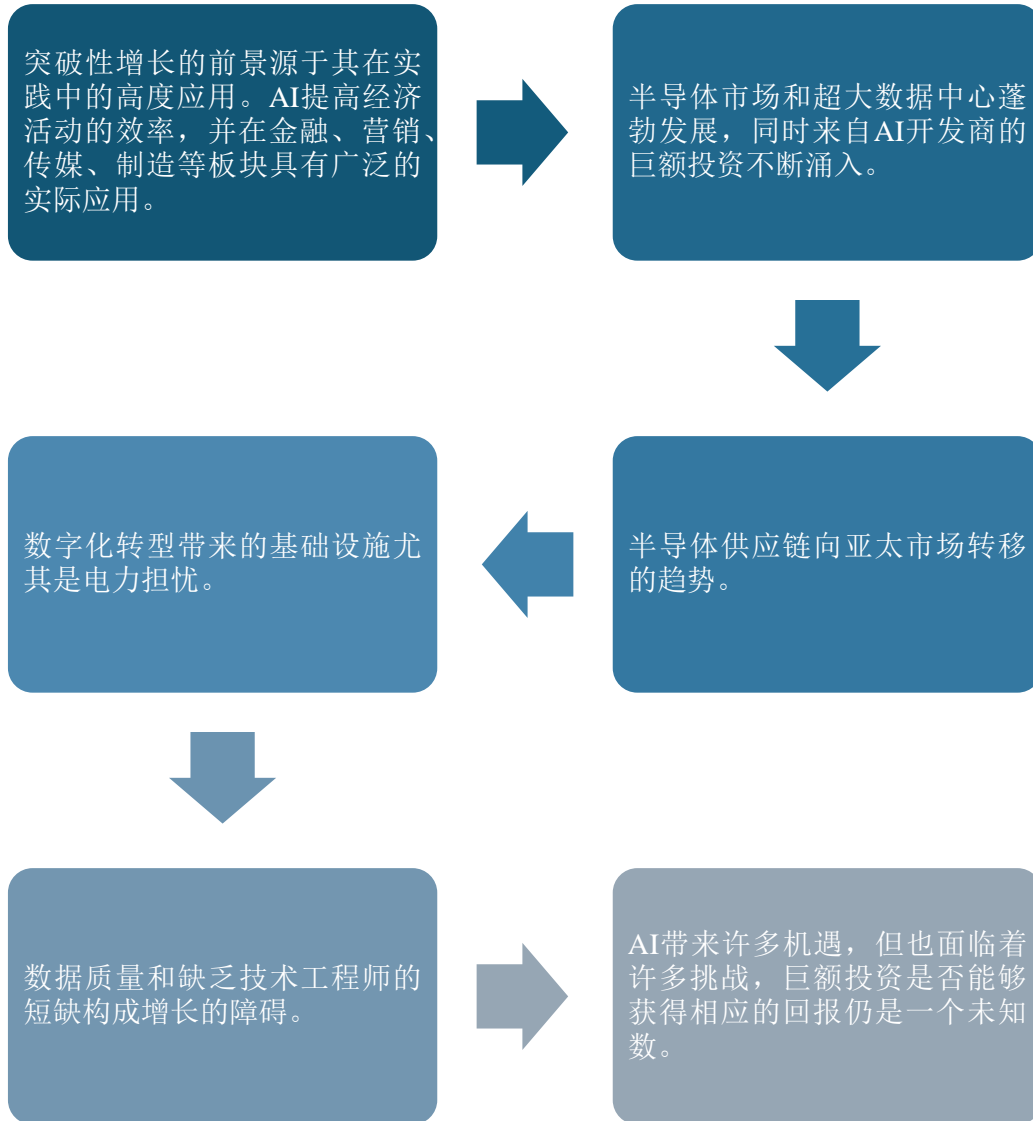 突破性增长的前景源于其在实
践中的高度应用。AI提高经济
活动的效率，并在金融、营销、
传媒、制造等板块具有广泛的
实际应用。
半导体市场和超大数据中心蓬
勃发展，同时来自AI开发商的
巨额投资不断涌入。
半导体供应链向亚太市场转移
的趋势。
数字化转型带来的基础设施尤
其是电力担忧。
数据质量和缺乏技术工程师的
短缺构成增长的障碍。
AI带来许多机遇，但也面临着
许多挑战，巨额投资是否能够
获得相应的回报仍是一个未知
数。